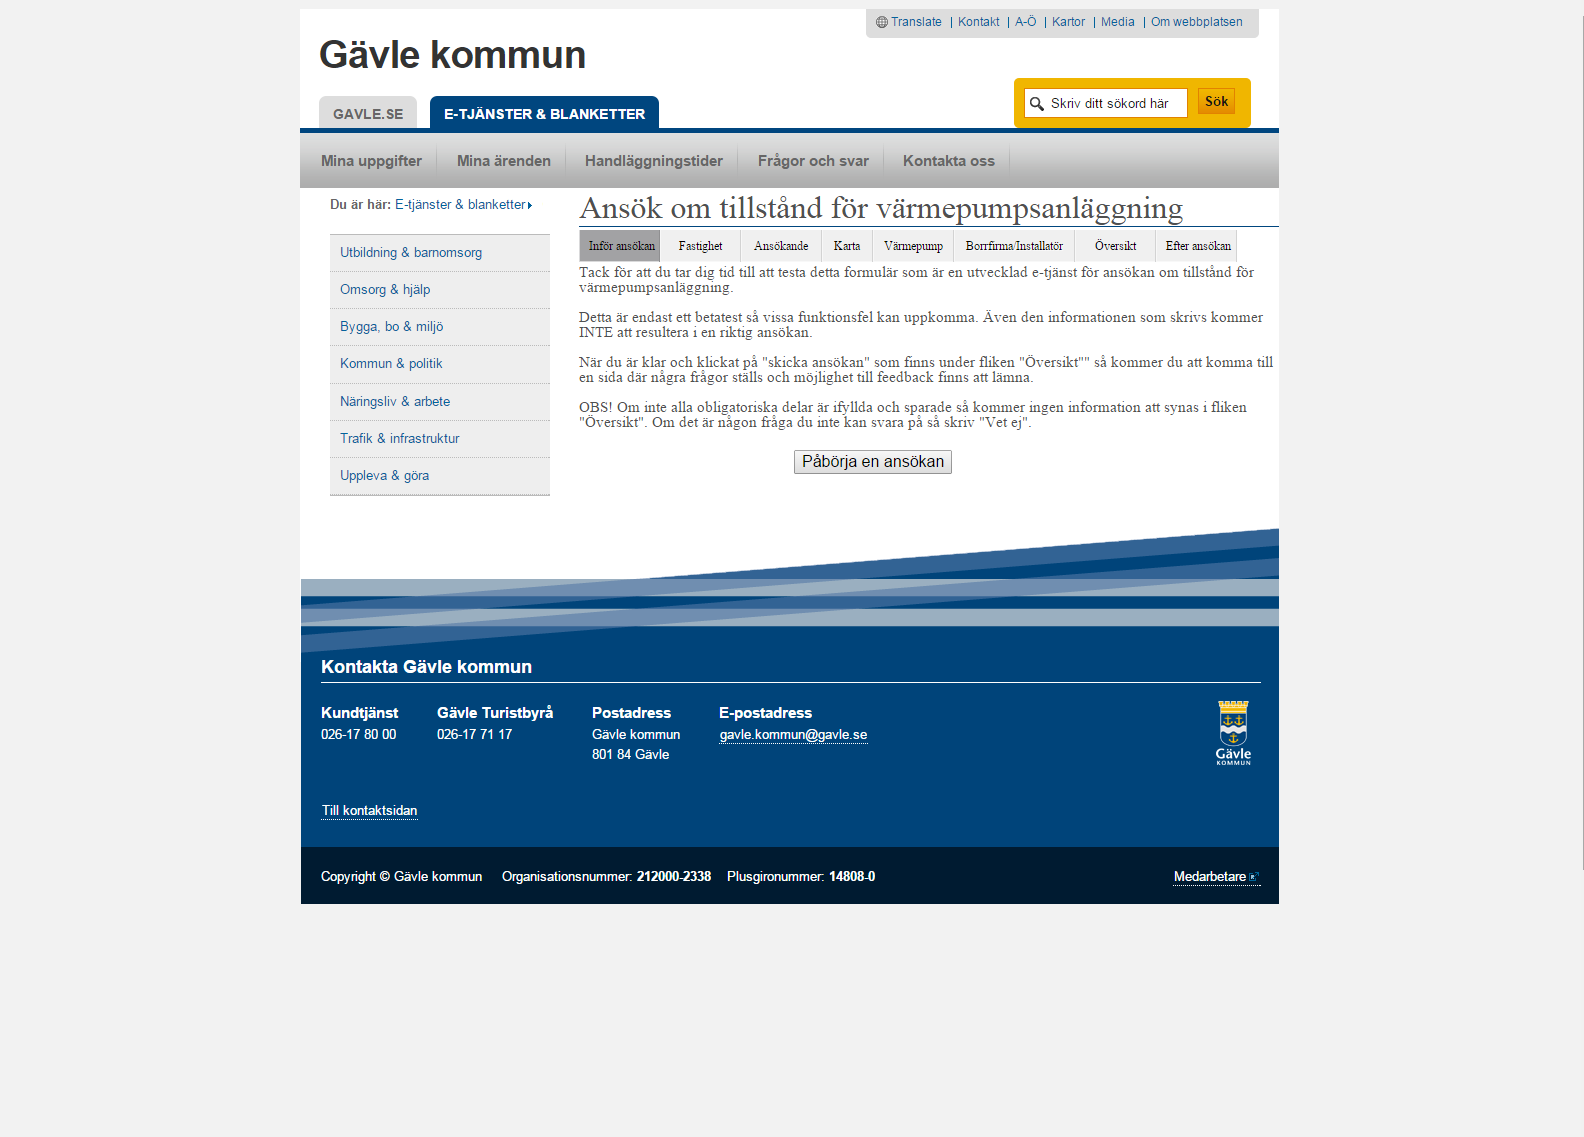 Translate | Kontakt | A-Ö | Kartor | Media | Om webbplatsen
Gävle kommun
GAVLE.SE
E-TJÄNSTER & BLANKETTER
Skriv ditt sökord här
Sök
Mina uppgifter
Mina ärenden
Handläggningstider
Frågor och svar
Kontakta oss
Du är här: E-tjänster & blanketter
Utbildning & barnomsorg
Omsorg & hjälp
Bygga, bo & miljö
Kommun & politik
Näringsliv & arbete
Trafik & infrastruktur
Uppleva & göra
Ansök om tillstånd för värmepumpsanläggning
Inför ansökan
Fastighet
Ansökande
Karta
Värmepump
Borrfirma/Installatör
Översikt
Efter ansökan
Tack för att du tar dig tid till att testa detta formulär som är en utvecklad e-tjänst för ansökan om tillstånd för
värmepumpsanläggning.
Detta är endast ett betatest så vissa funktionsfel kan uppkomma. Även den informationen som skrivs kommer
INTE att resultera i en riktig ansökan.
När du är klar och klickat på "skicka ansökan" som finns under fliken "Översikt"" så kommer du att komma till
en sida där några frågor ställs och möjlighet till feedback finns att lämna.
OBS! Om inte alla obligatoriska delar är ifyllda och sparade så kommer ingen information att synas i fliken
"Översikt". Om det är någon fråga du inte kan svara på så skriv "Vet ej".
Påbörja en ansökan
Kontakta Gävle kommun
Kundtjänst
026-17 80 00
Gävle Turistbyrå
026-17 71 17
Postadress
Gävle kommun
801 84 Gävle
E-postadress
gavle.kommun@gavle.se
Gävle
KOMMUN
Till kontaktsidan
Copyright © Gävle kommun
Organisationsnummer: 212000-2338
Plusgironummer: 14808-0
Medarbetare